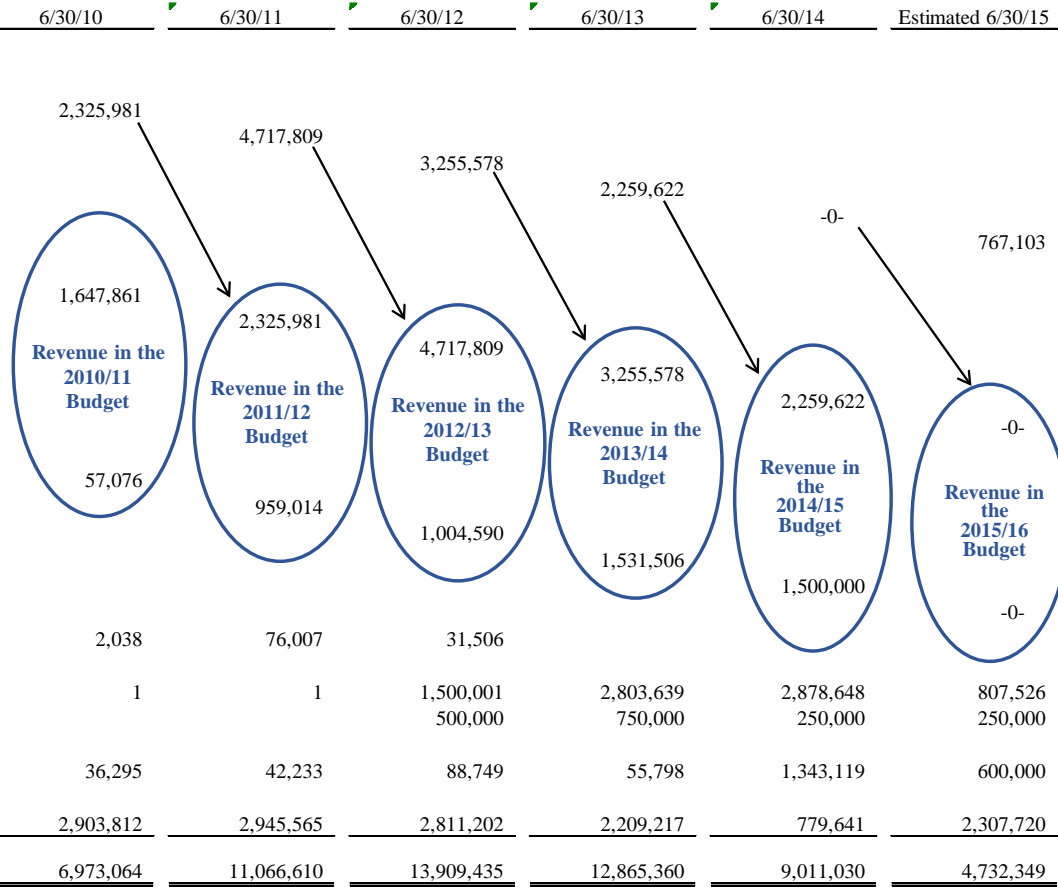 6/30/10 6/30/11 6/30/12 6/30/13 6/30/14 Estimated 6/30/15
2,325,981
4,717,809
3,255,578
2,259,622
-0-
767,103
1,647,861
2,325,981
4,717,809
3,255,578
2,259,622
-0-
Revenue in the
2010/11
Budget
Revenue in the
2011/12
Budget
Revenue in the
2012/13
Budget
Revenue in the
2013/14
Budget
Revenue in
the
2014/15
Budget
Revenue in
the
2015/16
Budget
57,076
959,014
1,004,590
1,531,506
1,500,000
-0-
2,038 76,007 31,506
1 1 1,500,001 2,803,639 2,878,648 807,526
500,000 750,000 250,000 250,000
36,295 42,233 88,749 55,798 1,343,119 600,000
2,903,812 2,945,565 2,811,202 2,209,217 779,641 2,307,720
6,973,064 11,066,610 13,909,435 12,865,360 9,011,030 4,732,349